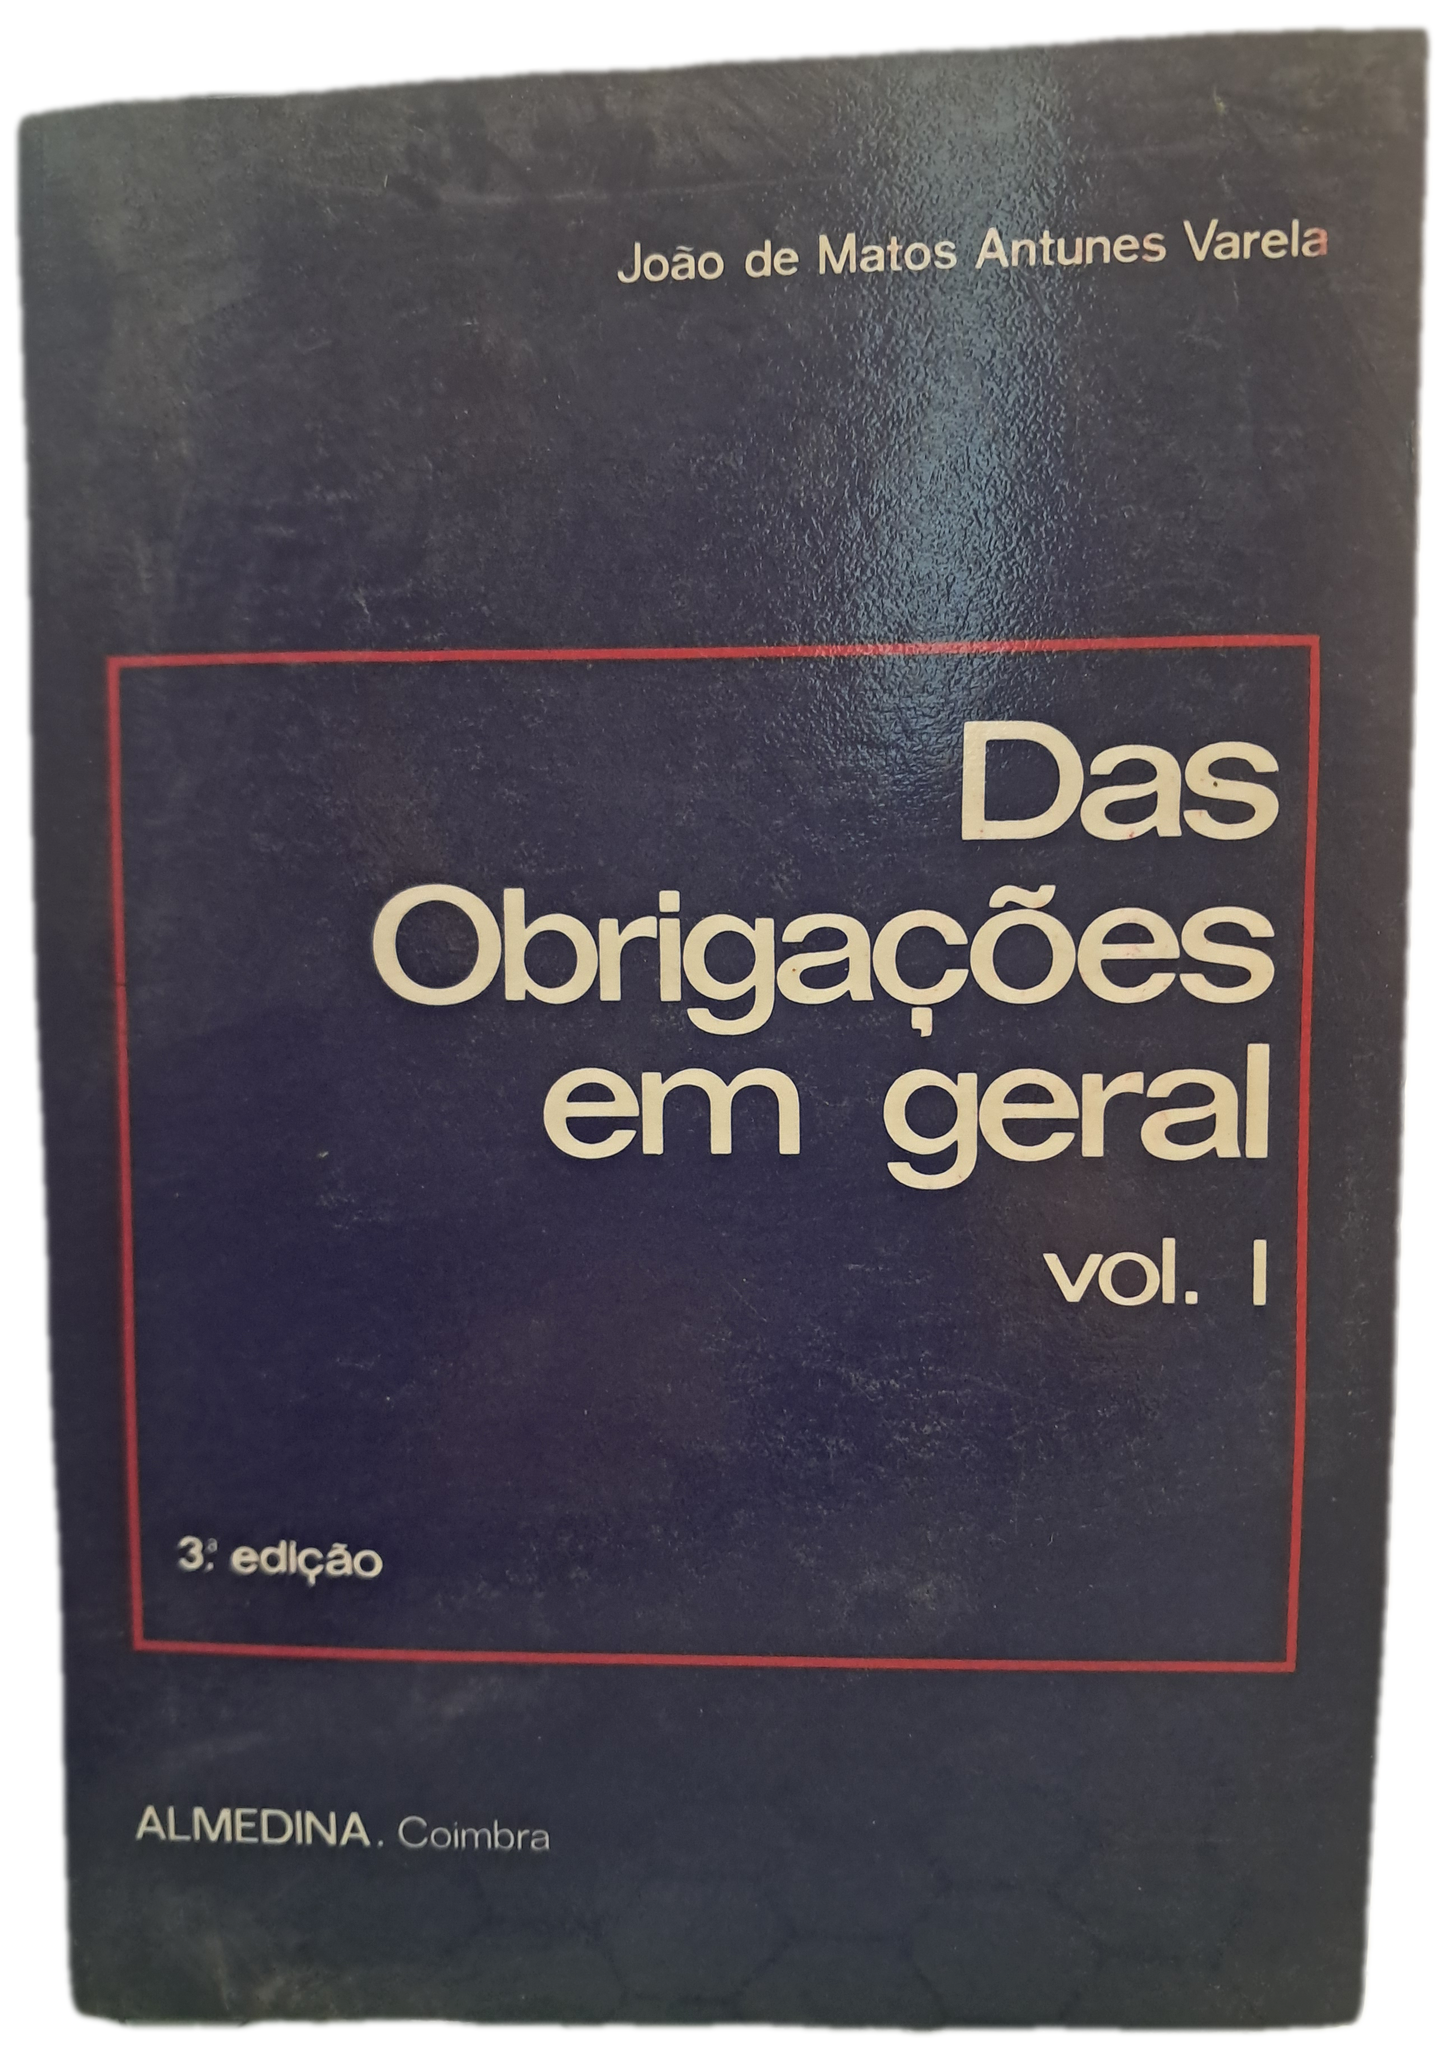 João de Matos Antunes Varela
Das
Obrigações
em geral
vol. I
3.ª edição
ALMEDINA. Coimbra